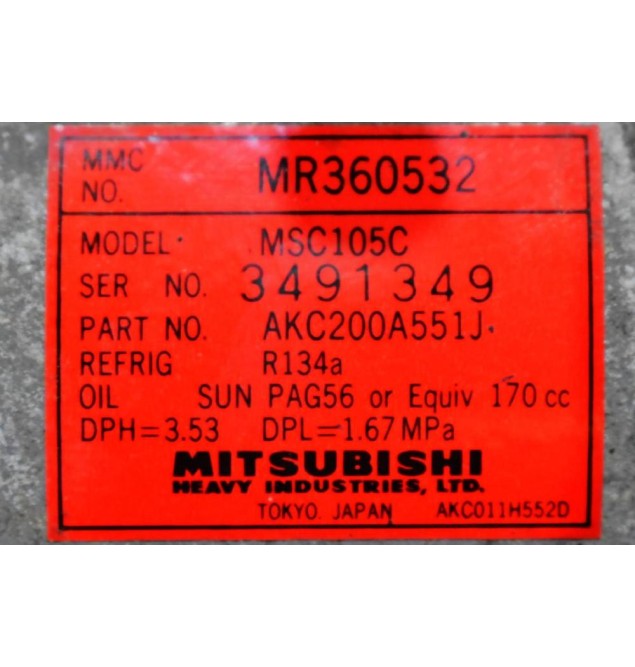 MMC NO. MR360532
MODEL MSC105C
SER NO. 3491349
PART NO. AKC200A551J
REFRIG R134a
OIL SUN PAG56 or Equiv 170 cc
DPH=3.53 DPL=1.67 MPa
MITSUBISHI
HEAVY INDUSTRIES, LTD.
TOKYO. JAPAN AKC011H552D